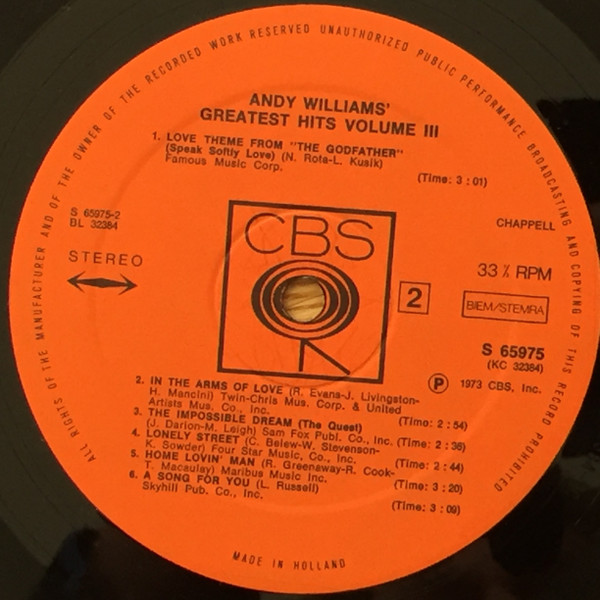 ALL RIGHTS OF THE MANUFACTURER AND OF THE OWNER OF THE RECORDED WORK RESERVED UNAUTHORIZED PUBLIC PERFORMANCE BROADCASTING AND COPYING OF THIS RECORD PROHIBITED
ANDY WILLIAMS'
GREATEST HITS VOLUME III
1. LOVE THEME FROM "THE GODFATHER"
(Speak Softly Love) (N. Rota-L. Kusik)
Famous Music Corp.
(Time: 3 : 01)
S 65975-2
BL 32384
CHAPPELL
STEREO
CBS
2
33⅓ RPM
BIEM/STEMRA
S 65975
(KC 32384)
Ⓟ 1973 CBS, Inc.
2. IN THE ARMS OF LOVE (R. Evans-J. Livingston-
H. Mancini) Twin-Chris Mus. Corp. & United
Artists Mus. Co., Inc. (Time: 2 : 54)
3. THE IMPOSSIBLE DREAM (The Quest)
(J. Darion-M. Leigh) Sam Fox Publ. Co., Inc. (Time: 2 : 36)
4. LONELY STREET (C. Belew-W. Stevenson-
K. Sowder) Four Star Music, Co., Inc. (Time: 2 : 44)
5. HOME LOVIN' MAN (R. Greenaway-R. Cook-
T. Macaulay) Maribus Music Inc. (Time: 3 : 20)
6. A SONG FOR YOU (L. Russell)
Skyhill Pub. Co., Inc. (Time: 3 : 09)
MADE IN HOLLAND